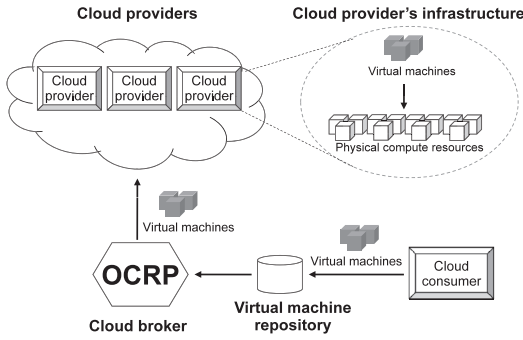 Cloud providers
Cloud provider's infrastructure
Cloud
provider
Cloud
provider
Cloud
provider
Virtual machines
Physical compute resources
Virtual machines
Virtual machines
OCRP
Cloud
consumer
Cloud broker
Virtual machine
repository